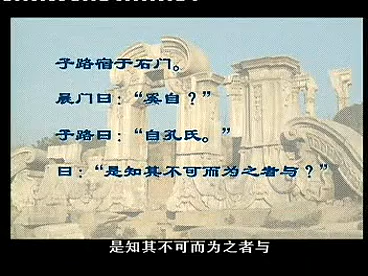 子路宿于石门。
晨门曰：“奚自？”
子路曰：“自孔氏。”
曰：“是知其不可而为之者与？”
是知其不可而为之者与